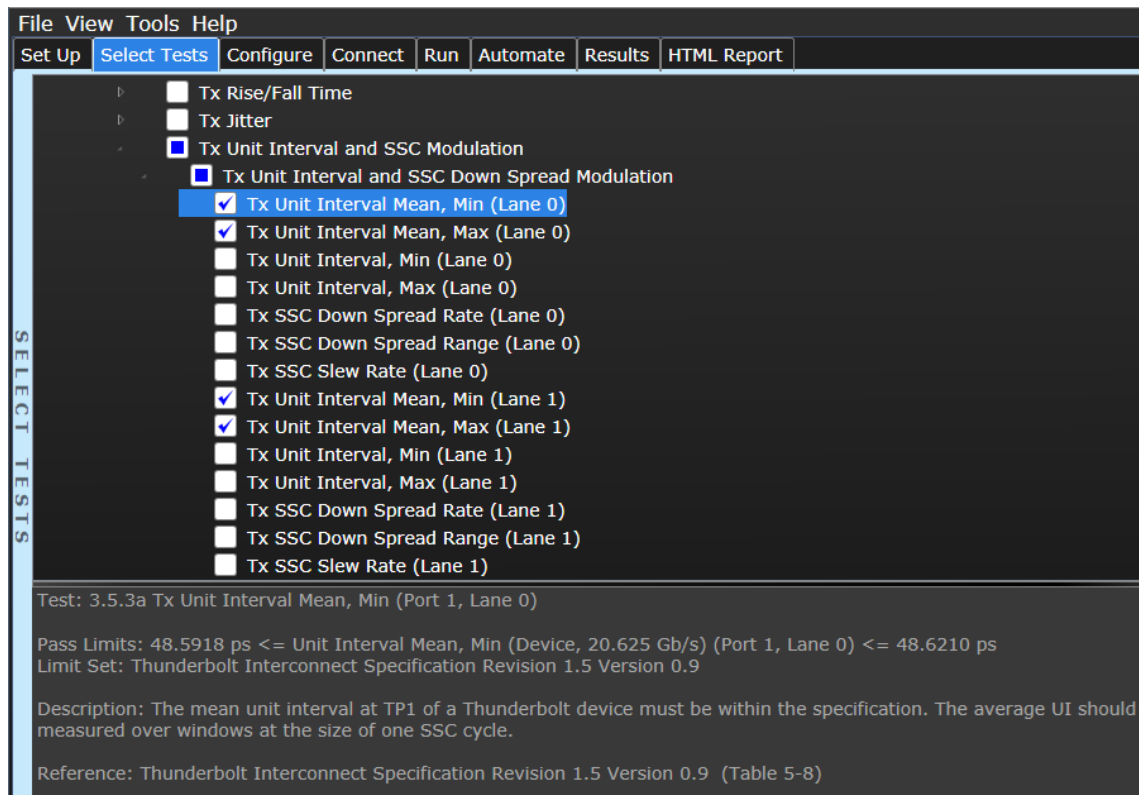 File View Tools Help
Set Up Select Tests Configure Connect Run Automate Results HTML Report
Tx Rise/Fall Time
Tx Jitter
Tx Unit Interval and SSC Modulation
Tx Unit Interval and SSC Down Spread Modulation
Tx Unit Interval Mean, Min (Lane 0)
Tx Unit Interval Mean, Max (Lane 0)
Tx Unit Interval, Min (Lane 0)
Tx Unit Interval, Max (Lane 0)
Tx SSC Down Spread Rate (Lane 0)
Tx SSC Down Spread Range (Lane 0)
Tx SSC Slew Rate (Lane 0)
Tx Unit Interval Mean, Min (Lane 1)
Tx Unit Interval Mean, Max (Lane 1)
Tx Unit Interval, Min (Lane 1)
Tx Unit Interval, Max (Lane 1)
Tx SSC Down Spread Rate (Lane 1)
Tx SSC Down Spread Range (Lane 1)
Tx SSC Slew Rate (Lane 1)
SELECT TESTS
Test: 3.5.3a Tx Unit Interval Mean, Min (Port 1, Lane 0)
Pass Limits: 48.5918 ps <= Unit Interval Mean, Min (Device, 20.625 Gb/s) (Port 1, Lane 0) <= 48.6210 ps
Limit Set: Thunderbolt Interconnect Specification Revision 1.5 Version 0.9
Description: The mean unit interval at TP1 of a Thunderbolt device must be within the specification. The average UI should
measured over windows at the size of one SSC cycle.
Reference: Thunderbolt Interconnect Specification Revision 1.5 Version 0.9 (Table 5-8)